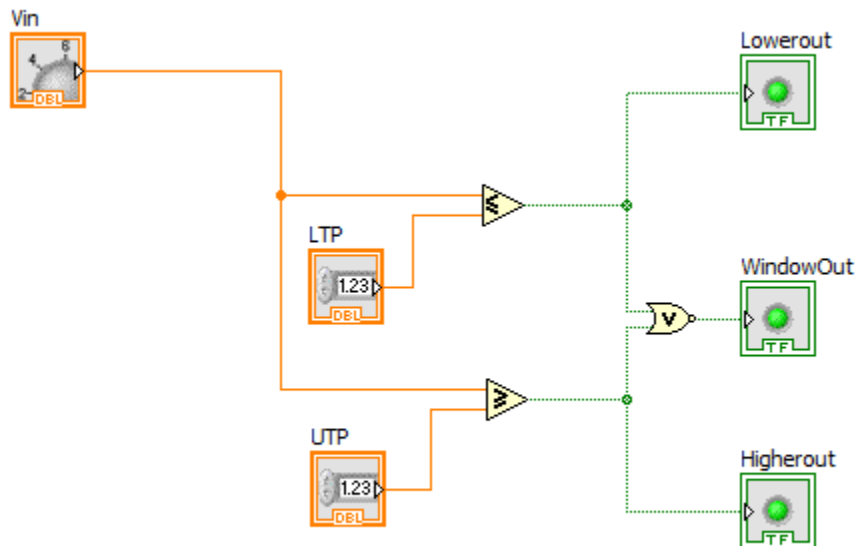 Vin
2
4
6
DBL
Lowerout
TF
≤
LTP
1.23
DBL
WindowOut
V
TF
≥
UTP
1.23
DBL
Higherout
TF